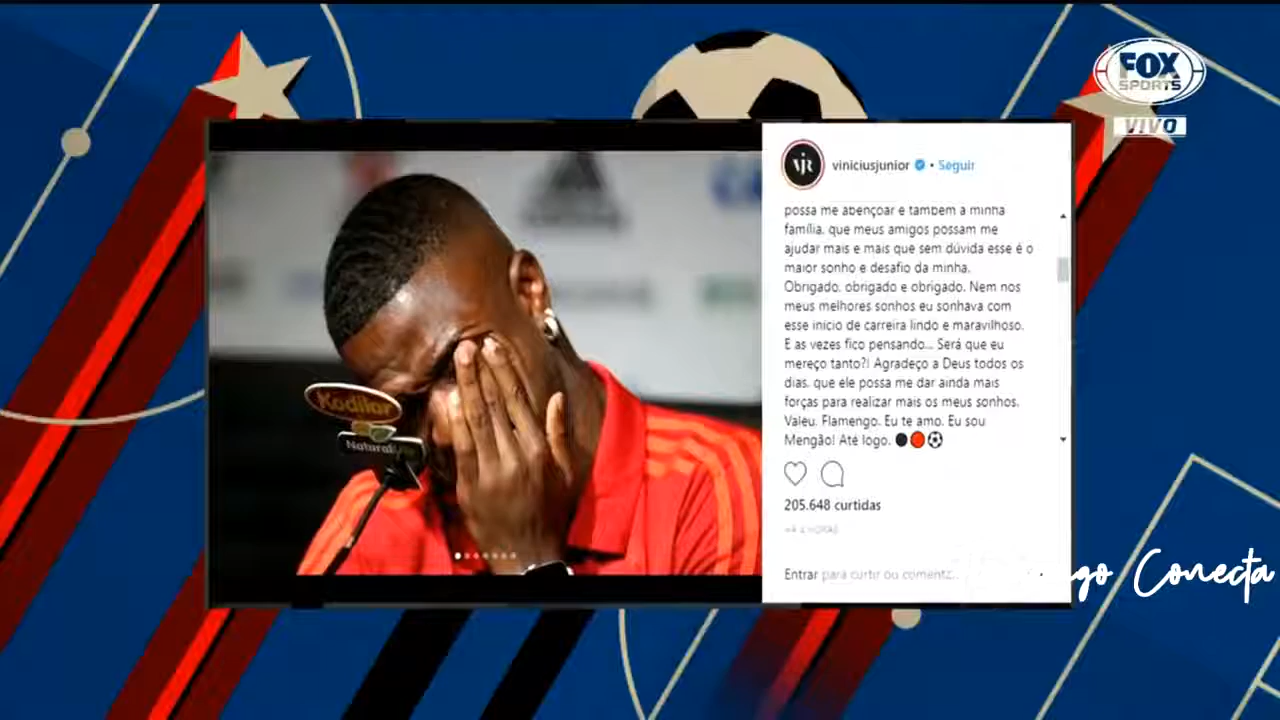 FOX
SPORTS
VIVO
VJR
viniciusjunior • Seguir
possa me abençoar e também a minha
família. que meus amigos possam me
ajudar mais e mais que sem dúvida esse é o
maior sonho e desafio da minha.
Obrigado. obrigado e obrigado. Nem nos
meus melhores sonhos eu sonhava com
esse início de carreira lindo e maravilhoso.
E as vezes fico pensando... Será que eu
mereço tanto?! Agradeço a Deus todos os
dias. que ele possa me dar ainda mais
forças para realizar mais os meus sonhos.
Valeu. Flamengo. Eu te amo. Eu sou
Mengão! Até logo. ⚫🔴⚽
205.648 curtidas
Entrar para curtir ou comentz...
Kodilar
Conecta